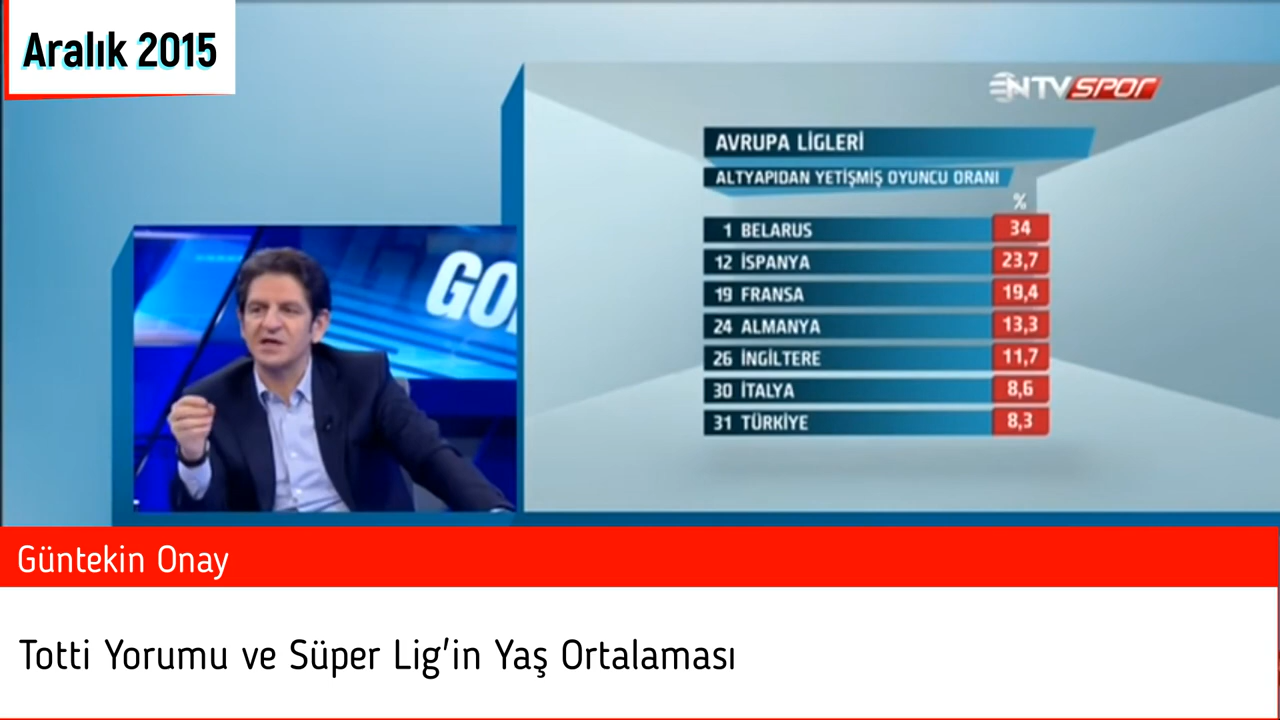 Aralık 2015
NTVSPOR
AVRUPA LİGLERİ
ALTYAPIDAN YETİŞMİŞ OYUNCU ORANI
%
1 BELARUS 34
12 İSPANYA 23,7
19 FRANSA 19,4
24 ALMANYA 13,3
26 İNGİLTERE 11,7
30 İTALYA 8,6
31 TÜRKİYE 8,3
GO
Güntekin Onay
Totti Yorumu ve Süper Lig'in Yaş Ortalaması